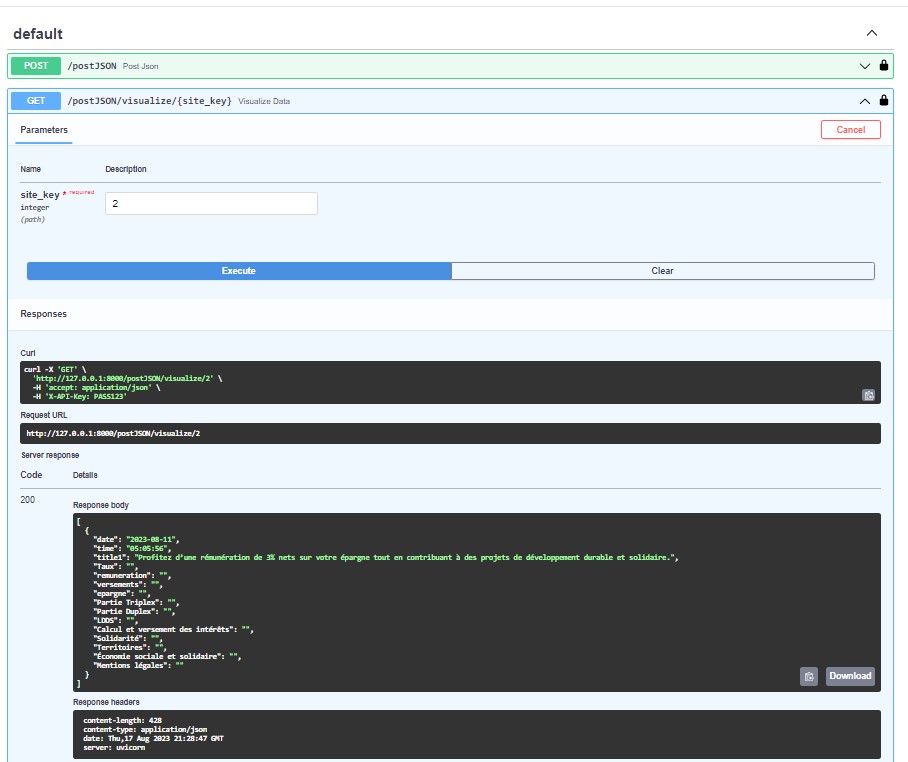 default
POST /postJSON Post Json
GET /postJSON/visualize/{site_key} Visualize Data
Parameters Cancel
Name Description
site_key * required
integer
(path)
2
Execute Clear
Responses
Curl
curl -X 'GET' \
'http://127.0.0.1:8000/postJSON/visualize/2' \
-H 'accept: application/json' \
-H 'X-API-Key: PASS123'
Request URL
http://127.0.0.1:8000/postJSON/visualize/2
Server response
Code Details
200
Response body
[
{
"date": "2023-08-11",
"time": "05:05:56",
"title1": "Profitez d'une rémunération de 3% nets sur votre épargne tout en contribuant à des projets de développement durable et solidaire.",
"Taux": "",
"remuneration": "",
"versements": "",
"epargne": "",
"Partie Triplex": "",
"Partie Duplex": "",
"LDDS": "",
"Calcul et versement des intérêts": "",
"Solidarité": "",
"Territoires": "",
"Économie sociale et solidaire": "",
"Mentions légales": ""
}
]
Download
Response headers
content-length: 428
content-type: application/json
date: Thu,17 Aug 2023 21:28:47 GMT
server: uvicorn